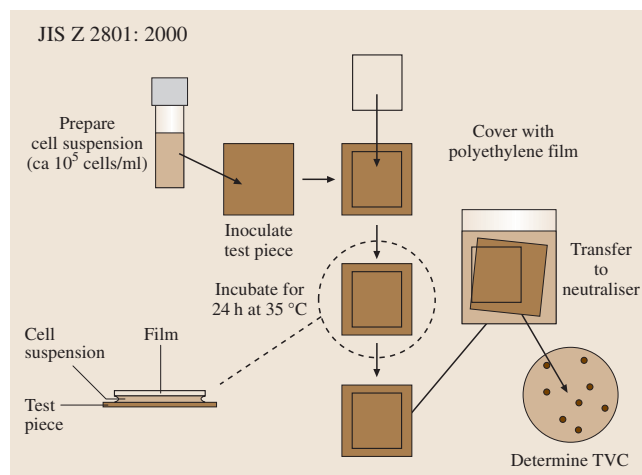 JIS Z 2801: 2000
Prepare
cell suspension
(ca 10⁵ cells/ml)
Cover with
polyethylene film
Inoculate
test piece
Transfer
to
neutraliser
Incubate for
24 h at 35 °C
Cell
suspension
Film
Test
piece
Determine TVC